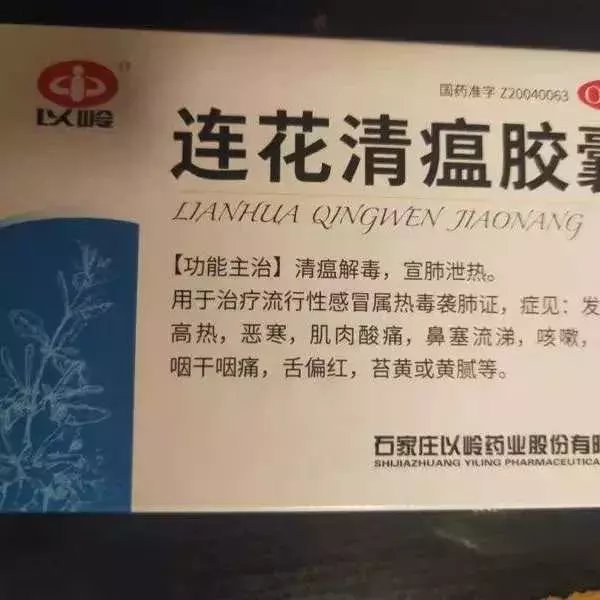 国药准字 Z20040063
以岭
连花清瘟胶囊
LIANHUA QINGWEN JIAONANG
【功能主治】清瘟解毒，宣肺泄热。
用于治疗流行性感冒属热毒袭肺证，症见：发
高热，恶寒，肌肉酸痛，鼻塞流涕，咳嗽，
咽干咽痛，舌偏红，苔黄或黄腻等。
石家庄以岭药业股份有
SHIJIAZHUANG YILING PHARMACEUTICA